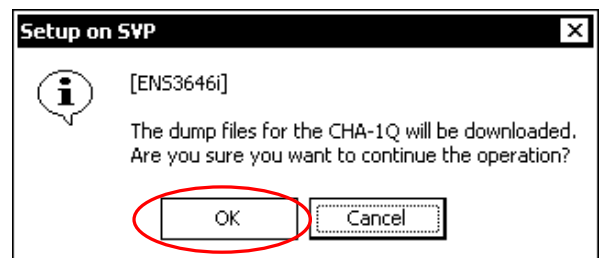 Setup on SVP
[ENS3646i]
The dump files for the CHA-1Q will be downloaded.
Are you sure you want to continue the operation?
OK
Cancel